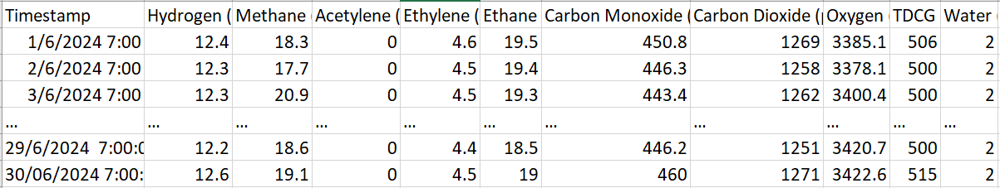 Timestamp Hydrogen ( Methane Acetylene ( Ethylene ( Ethane Carbon Monoxide ( Carbon Dioxide (p Oxygen ( TDCG Water
1/6/2024 7:00 12.4 18.3 0 4.6 19.5 450.8 1269 3385.1 506 2
2/6/2024 7:00 12.3 17.7 0 4.5 19.4 446.3 1258 3378.1 500 2
3/6/2024 7:00 12.3 20.9 0 4.5 19.3 443.4 1262 3400.4 500 2
... ... ... ... ... ... ... ... ... ...
29/6/2024 7:00:0 12.2 18.6 0 4.4 18.5 446.2 1251 3420.7 500 2
30/06/2024 7:00: 12.6 19.1 0 4.5 19 460 1271 3422.6 515 2